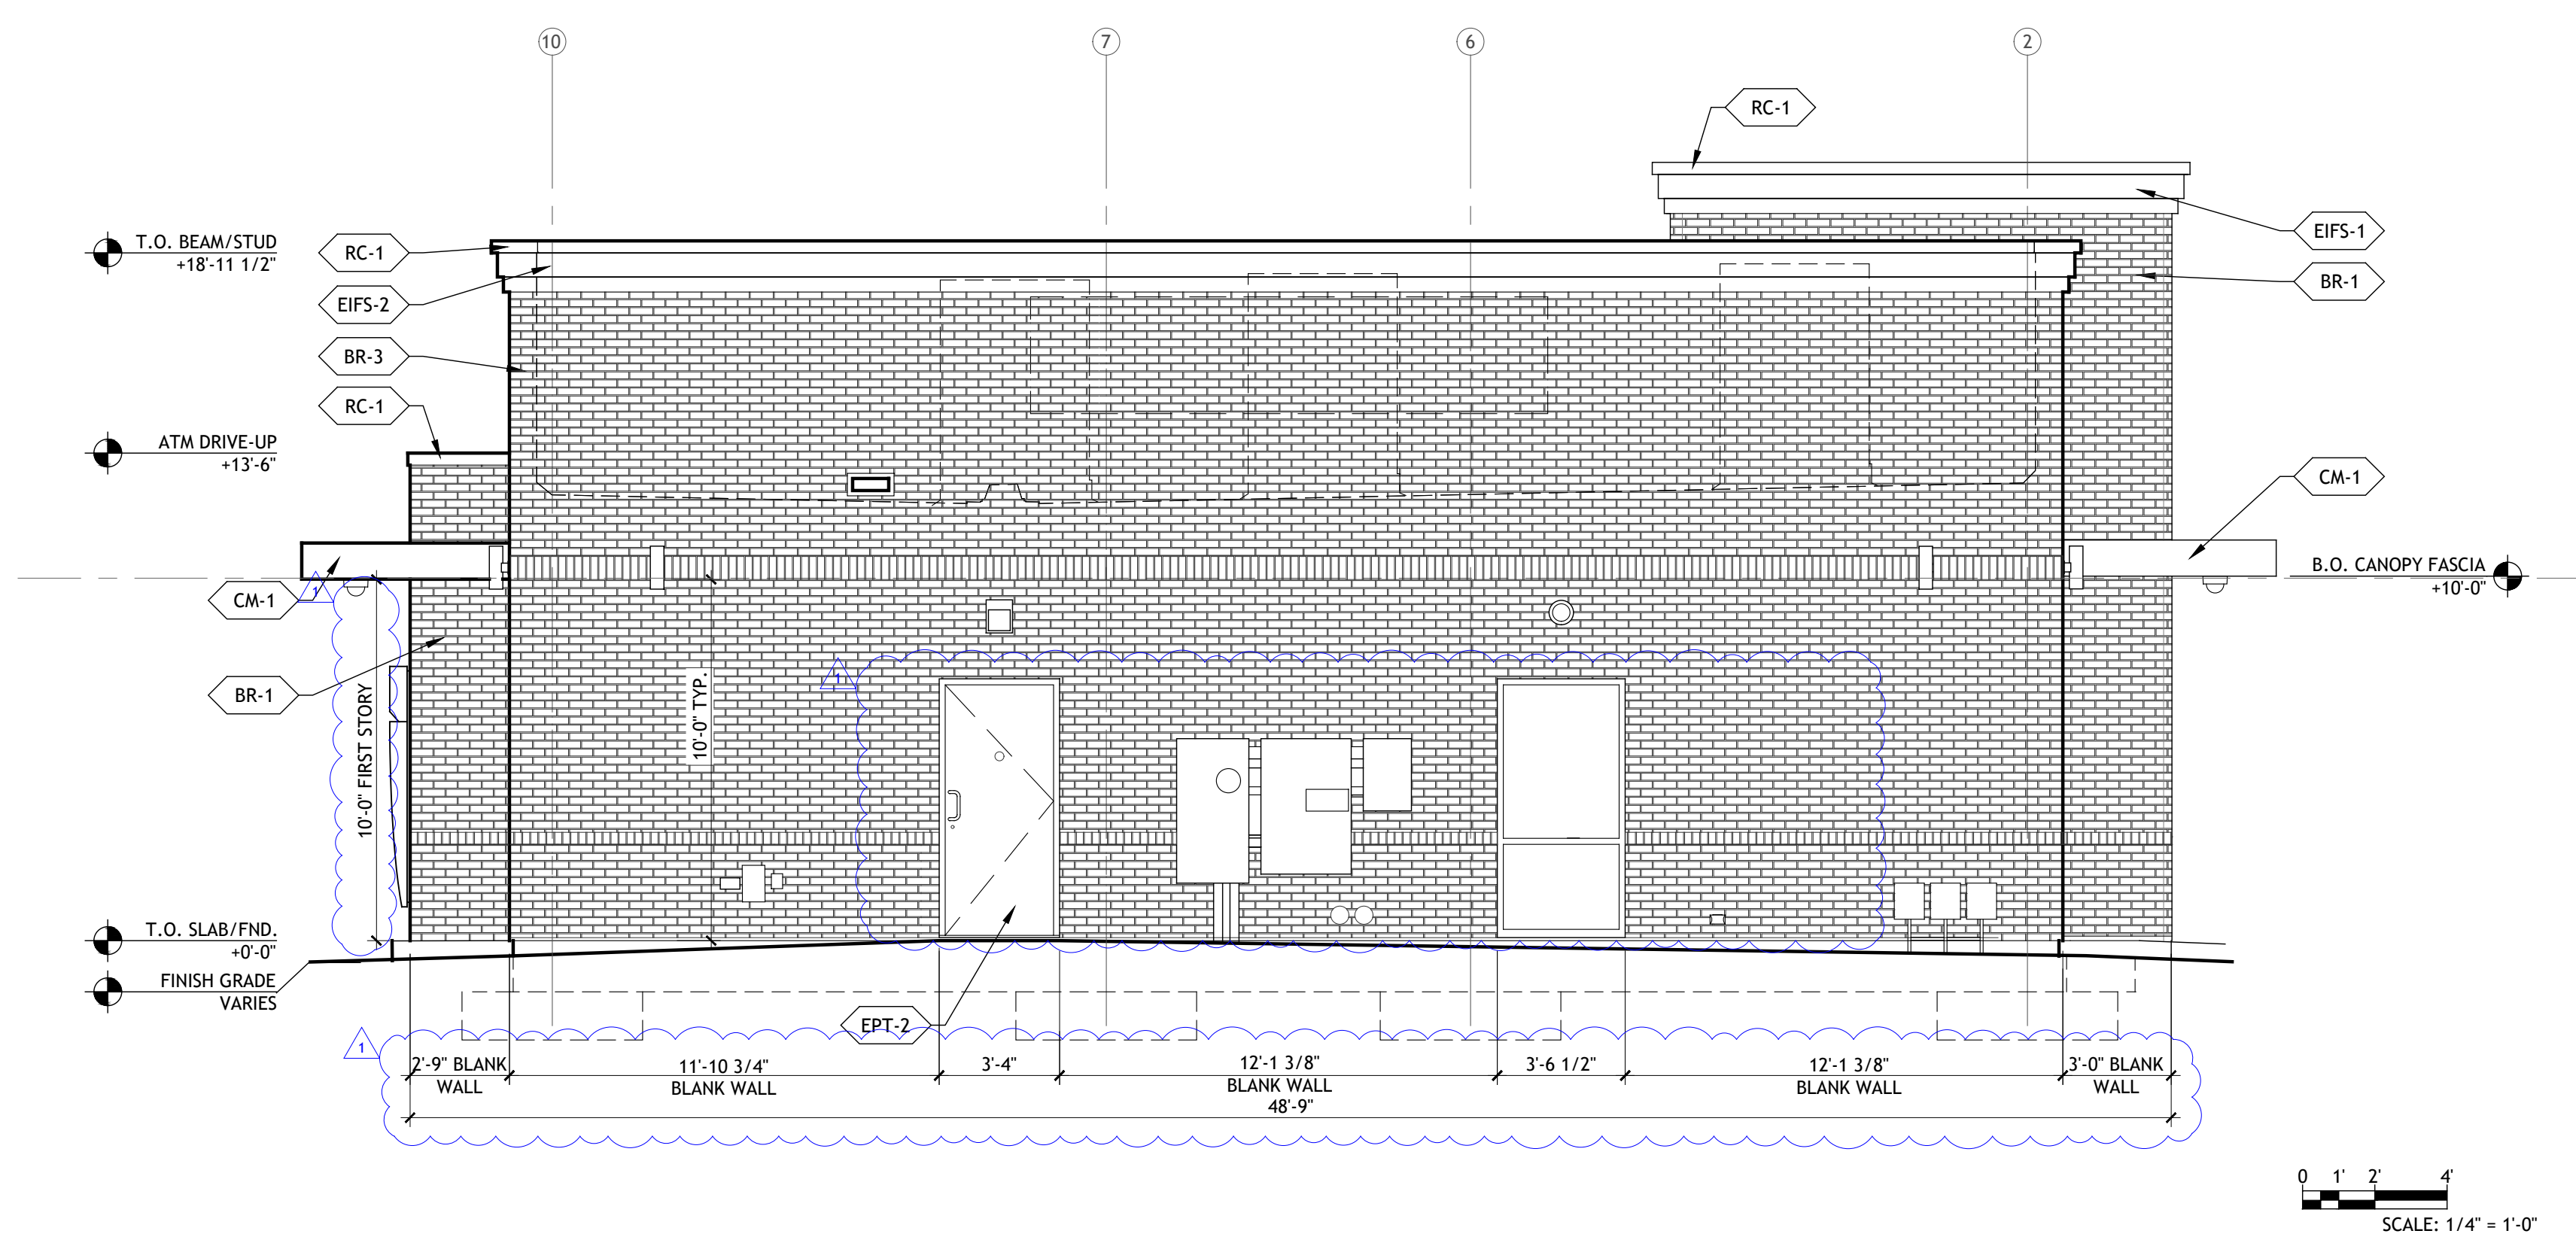 10
7
6
2
RC-1
T.O. BEAM/STUD
+18'-11 1/2"
RC-1
EIFS-1
EIFS-2
BR-1
BR-3
RC-1
ATM DRIVE-UP
+13'-6"
CM-1
B.O. CANOPY FASCIA
+10'-0"
1
CM-1
1
BR-1
10'-0" FIRST STORY
10'-0" TYP.
T.O. SLAB/FND.
+0'-0"
FINISH GRADE
VARIES
EPT-2
1
2'-9" BLANK
WALL
11'-10 3/4"
BLANK WALL
3'-4"
12'-1 3/8"
BLANK WALL
3'-6 1/2"
12'-1 3/8"
BLANK WALL
3'-0" BLANK
WALL
48'-9"
0 1' 2' 4'
SCALE: 1/4" = 1'-0"